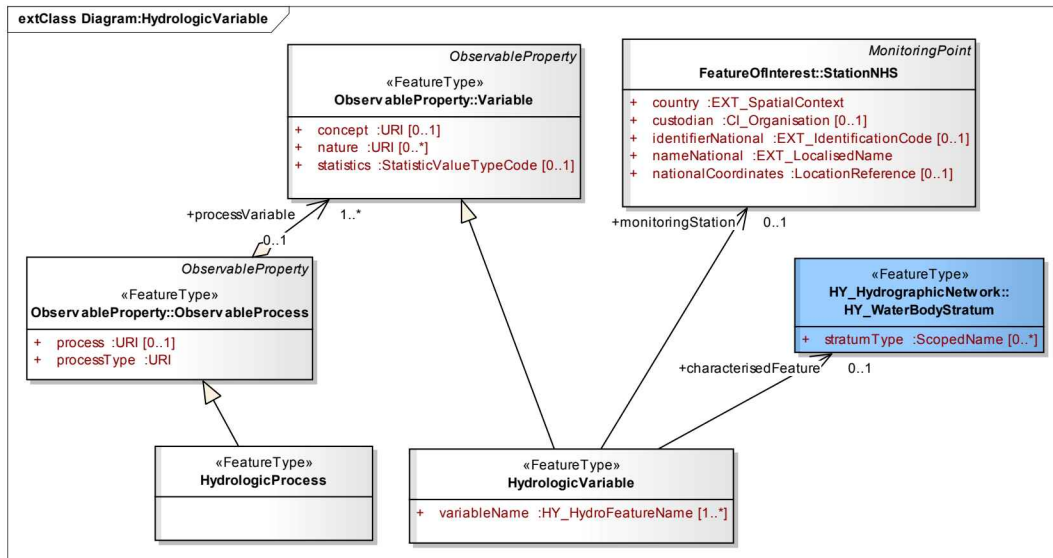 extClass Diagram:HydrologicVariable
ObservableProperty
«FeatureType»
ObservableProperty::Variable
+ concept :URI [0..1]
+ nature :URI [0..*]
+ statistics :StatisticValueTypeCode [0..1]
MonitoringPoint
FeatureOfInterest::StationNHS
+ country :EXT_SpatialContext
+ custodian :CI_Organisation [0..1]
+ identifierNational :EXT_IdentificationCode [0..1]
+ nameNational :EXT_LocalisedName
+ nationalCoordinates :LocationReference [0..1]
+processVariable
1..*
0..1
+monitoringStation
0..1
ObservableProperty
«FeatureType»
ObservableProperty::ObservableProcess
+ process :URI [0..1]
+ processType :URI
«FeatureType»
HY_HydrographicNetwork::
HY_WaterBodyStratum
+ stratumType :ScopedName [0..*]
+characterisedFeature
0..1
«FeatureType»
HydrologicProcess
«FeatureType»
HydrologicVariable
+ variableName :HY_HydroFeatureName [1..*]